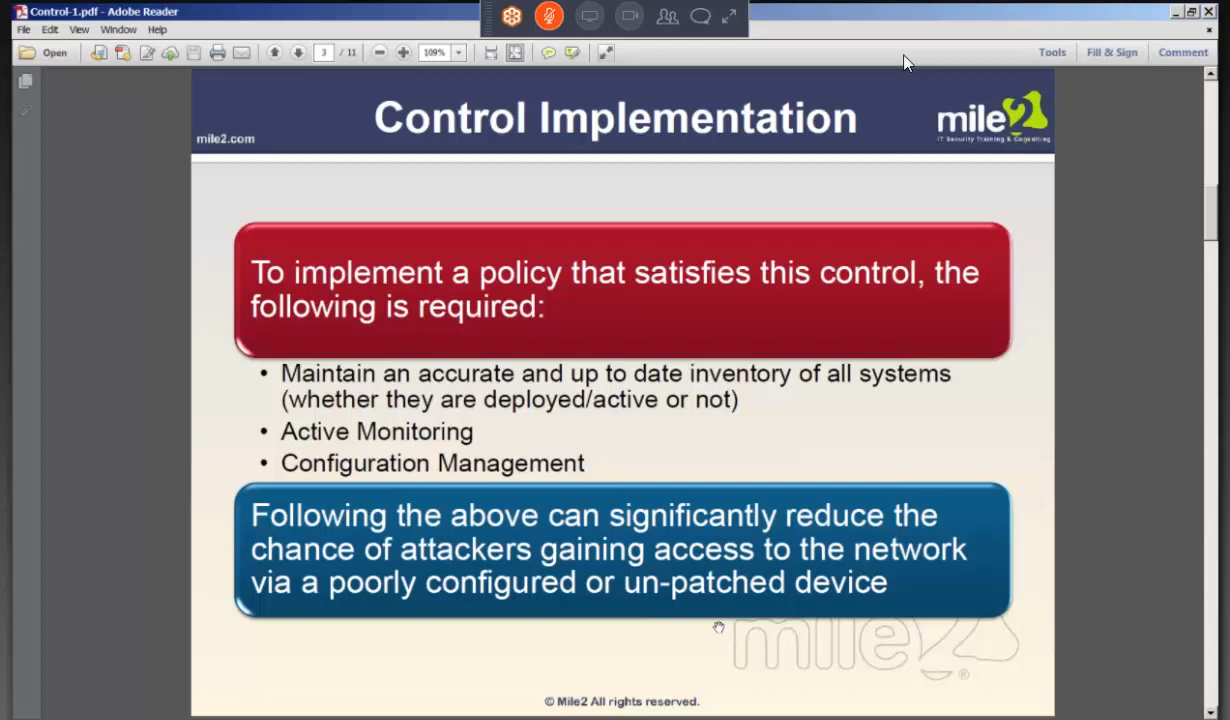 Control-1.pdf - Adobe Reader
File Edit View Window Help
Open 3 / 11 109% Tools Fill & Sign Comment
Control Implementation
mile2.com
mile2
IT Security Training & Consulting
To implement a policy that satisfies this control, the
following is required:
• Maintain an accurate and up to date inventory of all systems
(whether they are deployed/active or not)
• Active Monitoring
• Configuration Management
Following the above can significantly reduce the
chance of attackers gaining access to the network
via a poorly configured or un-patched device
mile2®
© Mile2 All rights reserved.